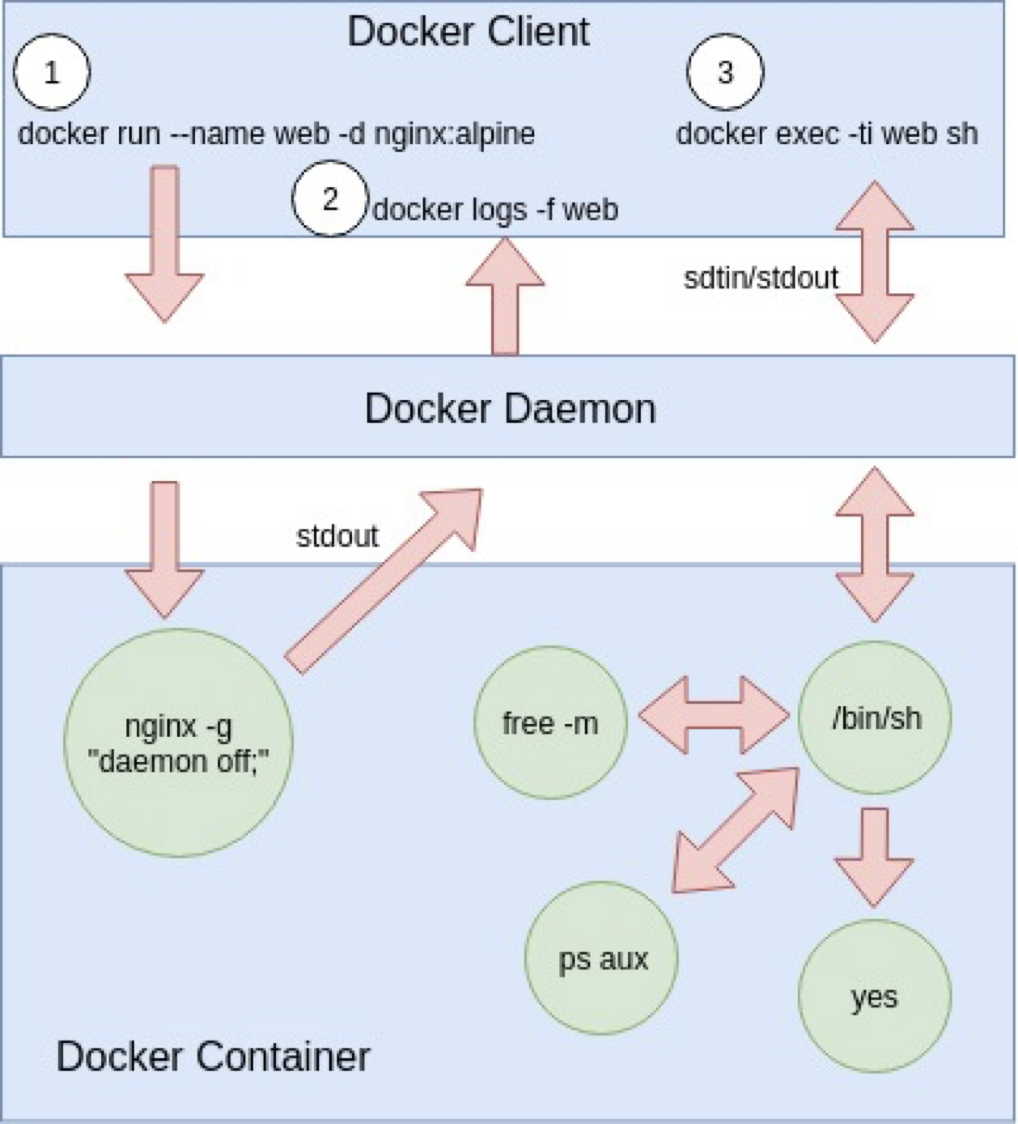 Docker Client
1
3
docker run --name web -d nginx:alpine
docker exec -ti web sh
2
docker logs -f web
sdtin/stdout
Docker Daemon
stdout
nginx -g
"daemon off;"
free -m
/bin/sh
ps aux
yes
Docker Container